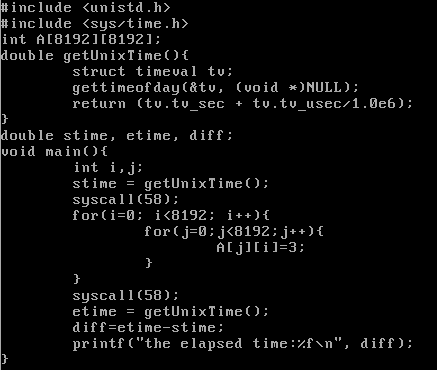 #include <unistd.h>
#include <sys/time.h>
int A[8192][8192];
double getUnixTime(){
        struct timeval tv;
        gettimeofday(&tv, (void *)NULL);
        return (tv.tv_sec + tv.tv_usec/1.0e6);
}
double stime, etime, diff;
void main(){
        int i,j;
        stime = getUnixTime();
        syscall(58);
        for(i=0; i<8192; i++){
                for(j=0;j<8192;j++){
                        A[j][i]=3;
                }
        }
        syscall(58);
        etime = getUnixTime();
        diff=etime-stime;
        printf("the elapsed time:%f\n", diff);
}